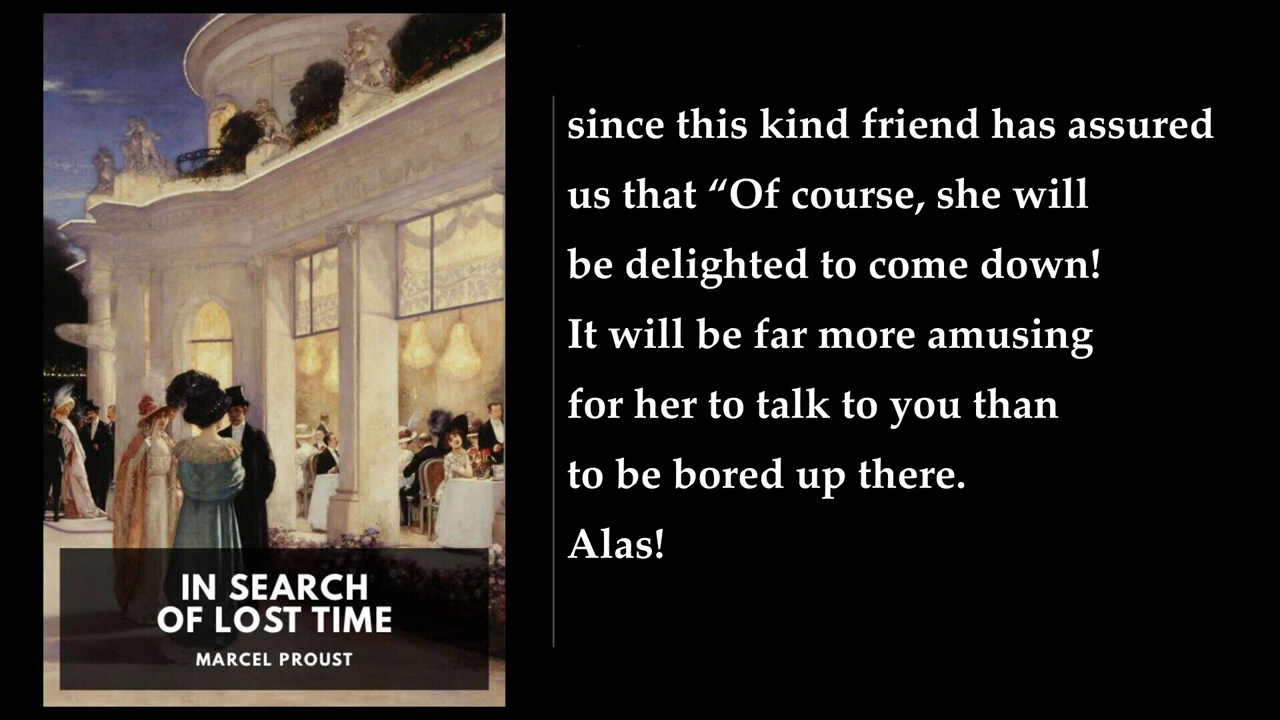 IN SEARCH
OF LOST TIME
MARCEL PROUST
since this kind friend has assured
us that “Of course, she will
be delighted to come down!
It will be far more amusing
for her to talk to you than
to be bored up there.
Alas!